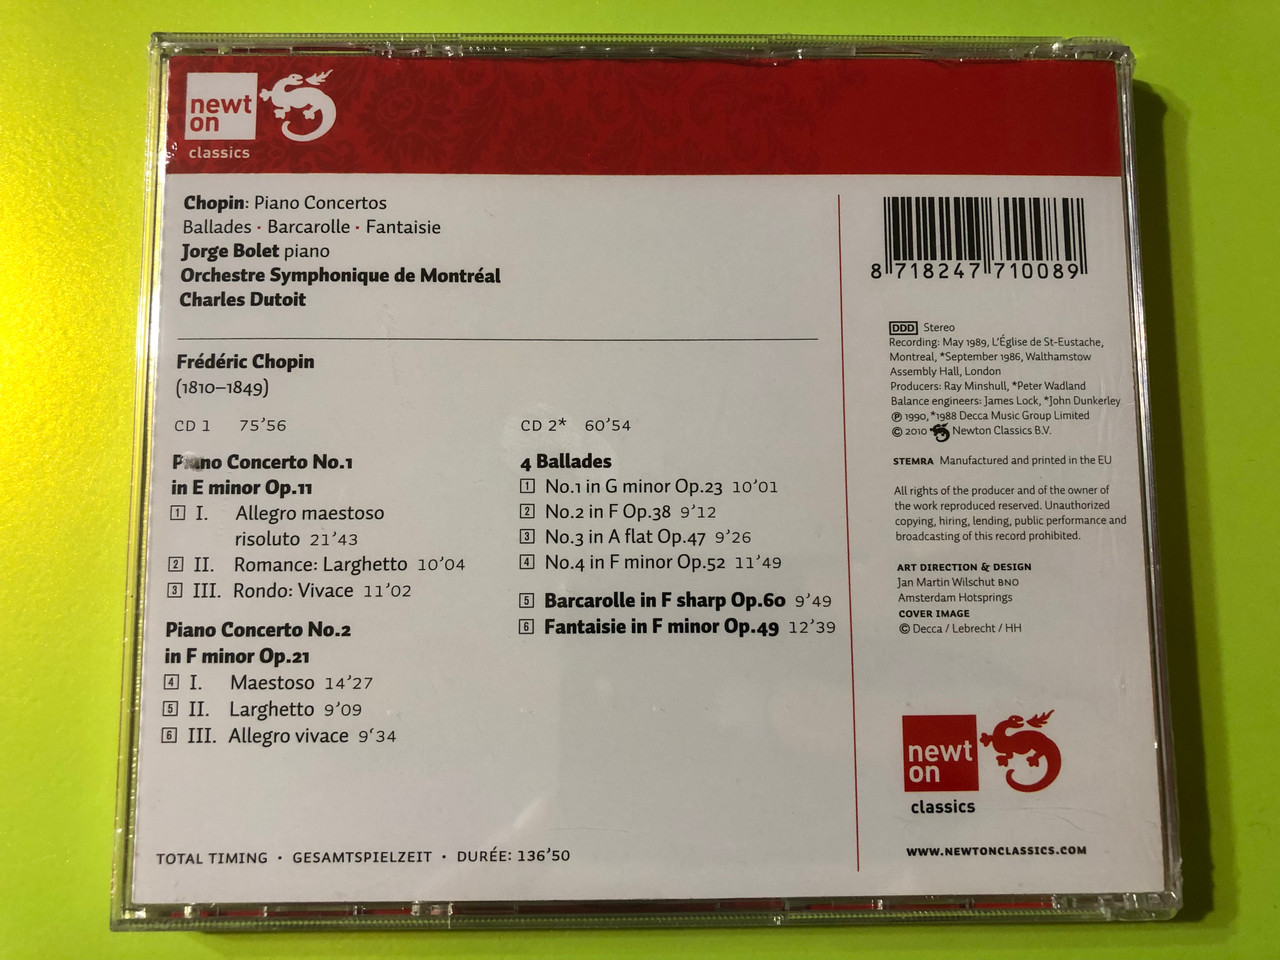 newt
on
classics
Chopin: Piano Concertos
Ballades · Barcarolle · Fantaisie
Jorge Bolet piano
Orchestre Symphonique de Montréal
Charles Dutoit
Frédéric Chopin
(1810–1849)
CD 1 75’56
Piano Concerto No.1
in E minor Op.11
1 I. Allegro maestoso
risoluto 21’43
2 II. Romance: Larghetto 10’04
3 III. Rondo: Vivace 11’02
Piano Concerto No.2
in F minor Op.21
4 I. Maestoso 14’27
5 II. Larghetto 9’09
6 III. Allegro vivace 9‘34
CD 2* 60’54
4 Ballades
1 No.1 in G minor Op.23 10’01
2 No.2 in F Op.38 9’12
3 No.3 in A flat Op.47 9’26
4 No.4 in F minor Op.52 11’49
5 Barcarolle in F sharp Op.60 9’49
6 Fantaisie in F minor Op.49 12’39
TOTAL TIMING · GESAMTSPIELZEIT · DURÉE: 136’50
8 718247 710089
DDD Stereo
Recording: May 1989, L’Église de St-Eustache,
Montreal, *September 1986, Walthamstow
Assembly Hall, London
Producers: Ray Minshull, *Peter Wadland
Balance engineers: James Lock, *John Dunkerley
℗ 1990, *1988 Decca Music Group Limited
© 2010 Newton Classics B.V.
STEMRA Manufactured and printed in the EU
All rights of the producer and of the owner of
the work reproduced reserved. Unauthorized
copying, hiring, lending, public performance and
broadcasting of this record prohibited.
ART DIRECTION & DESIGN
Jan Martin Wilschut BNO
Amsterdam Hotsprings
COVER IMAGE
© Decca / Lebrecht / HH
newt
on
classics
WWW.NEWTONCLASSICS.COM